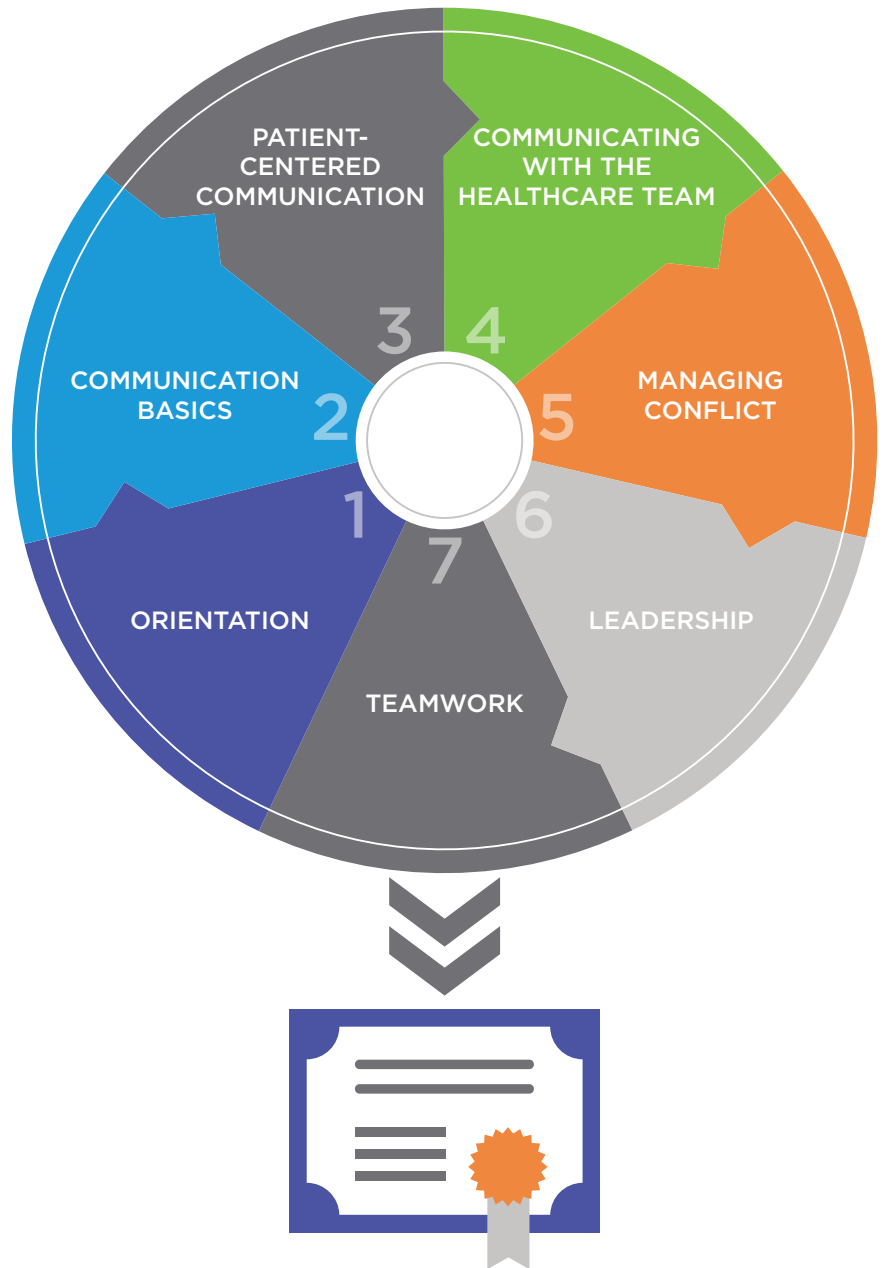 1
ORIENTATION
2
COMMUNICATION
BASICS
3
PATIENT-
CENTERED
COMMUNICATION
4
COMMUNICATING
WITH THE
HEALTHCARE TEAM
5
MANAGING
CONFLICT
6
LEADERSHIP
7
TEAMWORK